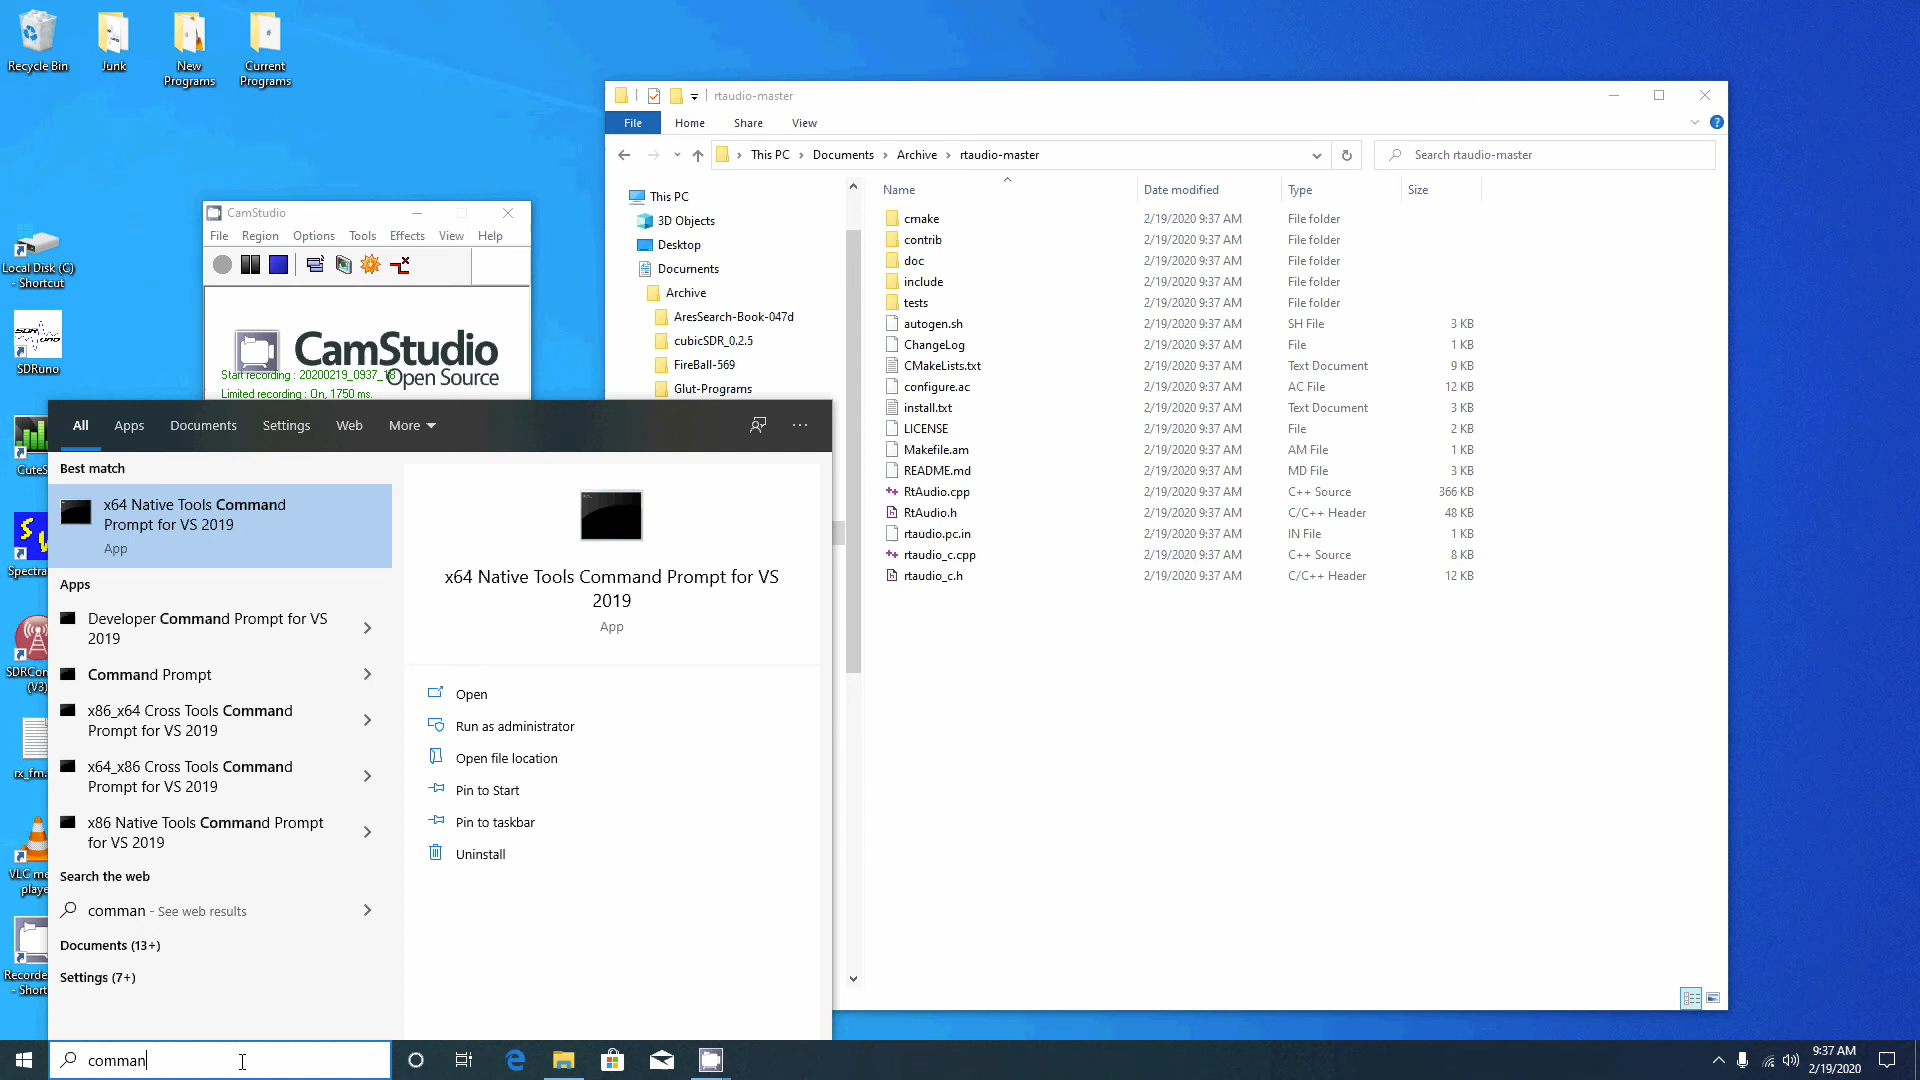 Recycle Bin
Junk
New
Programs
Current
Programs
Local Disk (C)
- Shortcut
SDRuno
CuteS
Spectra
SDRCon
(V3)
rx_fm.
VLC me
playe
Recorde
- Short
CamStudio
File Region Options Tools Effects View Help
CamStudio
Open Source
Start recording : 20200219_0937_18
Limited recording : On, 1750 ms.
rtaudio-master
File Home Share View
This PC Documents Archive rtaudio-master
Search rtaudio-master
This PC
3D Objects
Desktop
Documents
Archive
AresSearch-Book-047d
cubicSDR_0.2.5
FireBall-569
Glut-Programs
Name Date modified Type Size
cmake 2/19/2020 9:37 AM File folder
contrib 2/19/2020 9:37 AM File folder
doc 2/19/2020 9:37 AM File folder
include 2/19/2020 9:37 AM File folder
tests 2/19/2020 9:37 AM File folder
autogen.sh 2/19/2020 9:37 AM SH File 3 KB
ChangeLog 2/19/2020 9:37 AM File 1 KB
CMakeLists.txt 2/19/2020 9:37 AM Text Document 9 KB
configure.ac 2/19/2020 9:37 AM AC File 12 KB
install.txt 2/19/2020 9:37 AM Text Document 3 KB
LICENSE 2/19/2020 9:37 AM File 2 KB
Makefile.am 2/19/2020 9:37 AM AM File 1 KB
README.md 2/19/2020 9:37 AM MD File 3 KB
RtAudio.cpp 2/19/2020 9:37 AM C++ Source 366 KB
RtAudio.h 2/19/2020 9:37 AM C/C++ Header 48 KB
rtaudio.pc.in 2/19/2020 9:37 AM IN File 1 KB
rtaudio_c.cpp 2/19/2020 9:37 AM C++ Source 8 KB
rtaudio_c.h 2/19/2020 9:37 AM C/C++ Header 12 KB
All Apps Documents Settings Web More
Best match
x64 Native Tools Command
Prompt for VS 2019
App
Apps
Developer Command Prompt for VS
2019
Command Prompt
x86_x64 Cross Tools Command
Prompt for VS 2019
x64_x86 Cross Tools Command
Prompt for VS 2019
x86 Native Tools Command Prompt
for VS 2019
Search the web
comman - See web results
Documents (13+)
Settings (7+)
x64 Native Tools Command Prompt for VS
2019
App
Open
Run as administrator
Open file location
Pin to Start
Pin to taskbar
Uninstall
comman
9:37 AM
2/19/2020